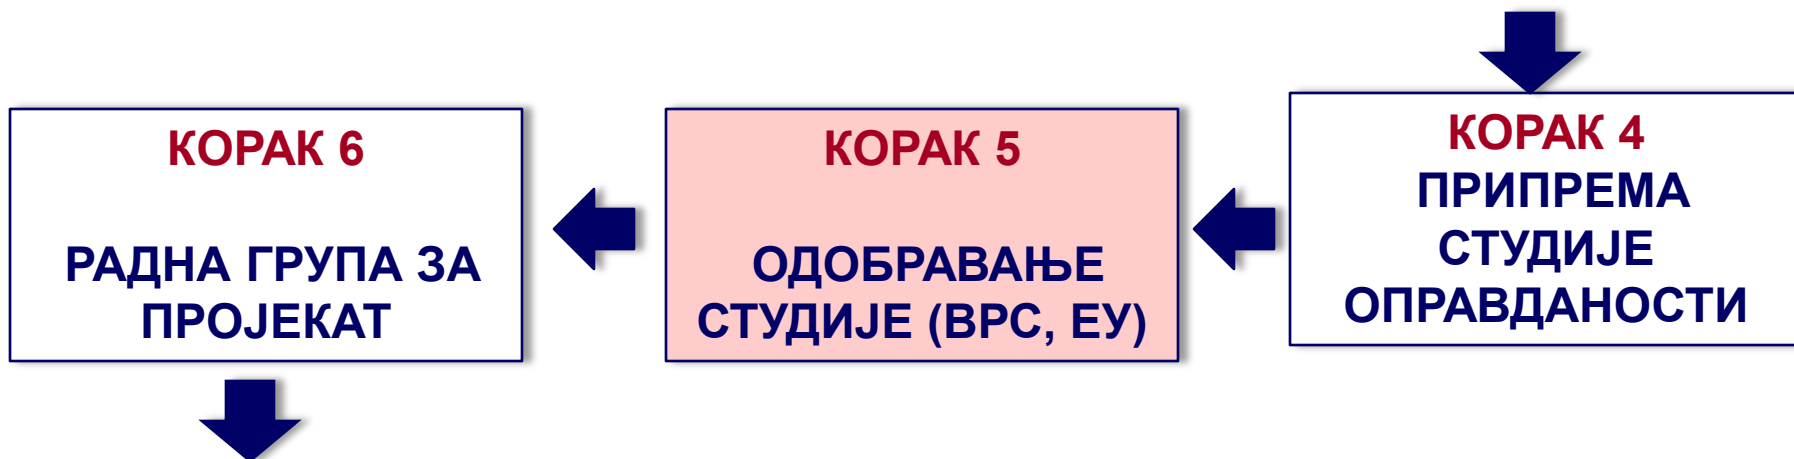 КОРАК 6
РАДНА ГРУПА ЗА
ПРОЈЕКАТ
КОРАК 5
ОДОБРАВАЊЕ
СТУДИЈЕ (ВРС, ЕУ)
КОРАК 4
ПРИПРЕМА
СТУДИЈЕ
ОПРАВДАНОСТИ